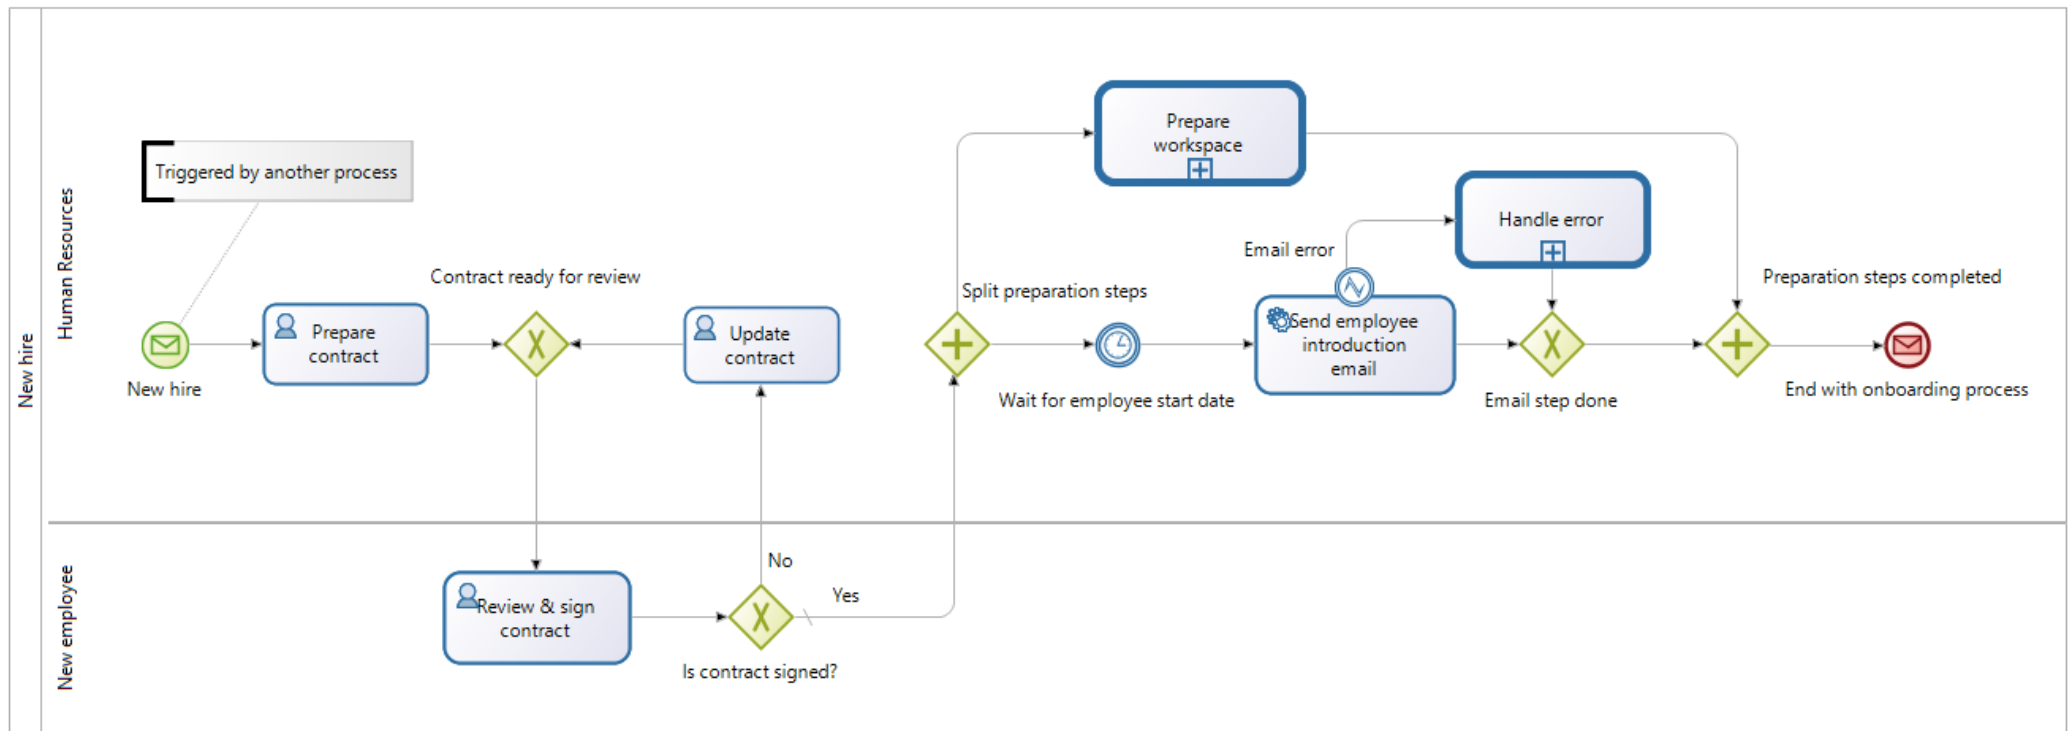 New hire
Human Resources
New employee
Triggered by another process
New hire
Prepare
contract
Contract ready for review
Update
contract
Review & sign
contract
No
Yes
Is contract signed?
Split preparation steps
Prepare
workspace
Wait for employee start date
Email error
Send employee
introduction
email
Handle error
Email step done
Preparation steps completed
End with onboarding process